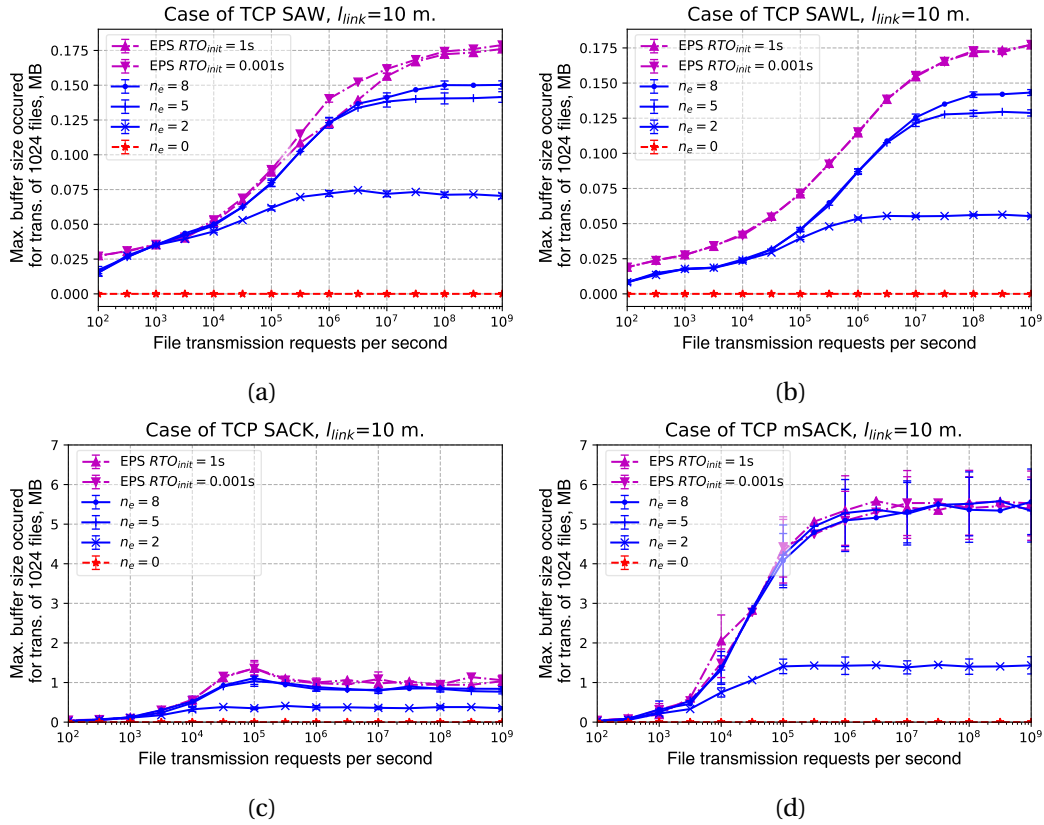 Case of TCP SAW, l_link=10 m.
Max. buffer size occured
for trans. of 1024 files, MB
0.175
0.150
0.125
0.100
0.075
0.050
0.025
0.000
EPS RTO_init = 1s
EPS RTO_init = 0.001s
n_e = 8
n_e = 5
n_e = 2
n_e = 0
10^2 10^3 10^4 10^5 10^6 10^7 10^8 10^9
File transmission requests per second
(a)
Case of TCP SAWL, l_link=10 m.
Max. buffer size occured
for trans. of 1024 files, MB
0.175
0.150
0.125
0.100
0.075
0.050
0.025
0.000
EPS RTO_init = 1s
EPS RTO_init = 0.001s
n_e = 8
n_e = 5
n_e = 2
n_e = 0
10^2 10^3 10^4 10^5 10^6 10^7 10^8 10^9
File transmission requests per second
(b)
Case of TCP SACK, l_link=10 m.
Max. buffer size occured
for trans. of 1024 files, MB
7
6
5
4
3
2
1
0
EPS RTO_init = 1s
EPS RTO_init = 0.001s
n_e = 8
n_e = 5
n_e = 2
n_e = 0
10^2 10^3 10^4 10^5 10^6 10^7 10^8 10^9
File transmission requests per second
(c)
Case of TCP mSACK, l_link=10 m.
Max. buffer size occured
for trans. of 1024 files, MB
7
6
5
4
3
2
1
0
EPS RTO_init = 1s
EPS RTO_init = 0.001s
n_e = 8
n_e = 5
n_e = 2
n_e = 0
10^2 10^3 10^4 10^5 10^6 10^7 10^8 10^9
File transmission requests per second
(d)